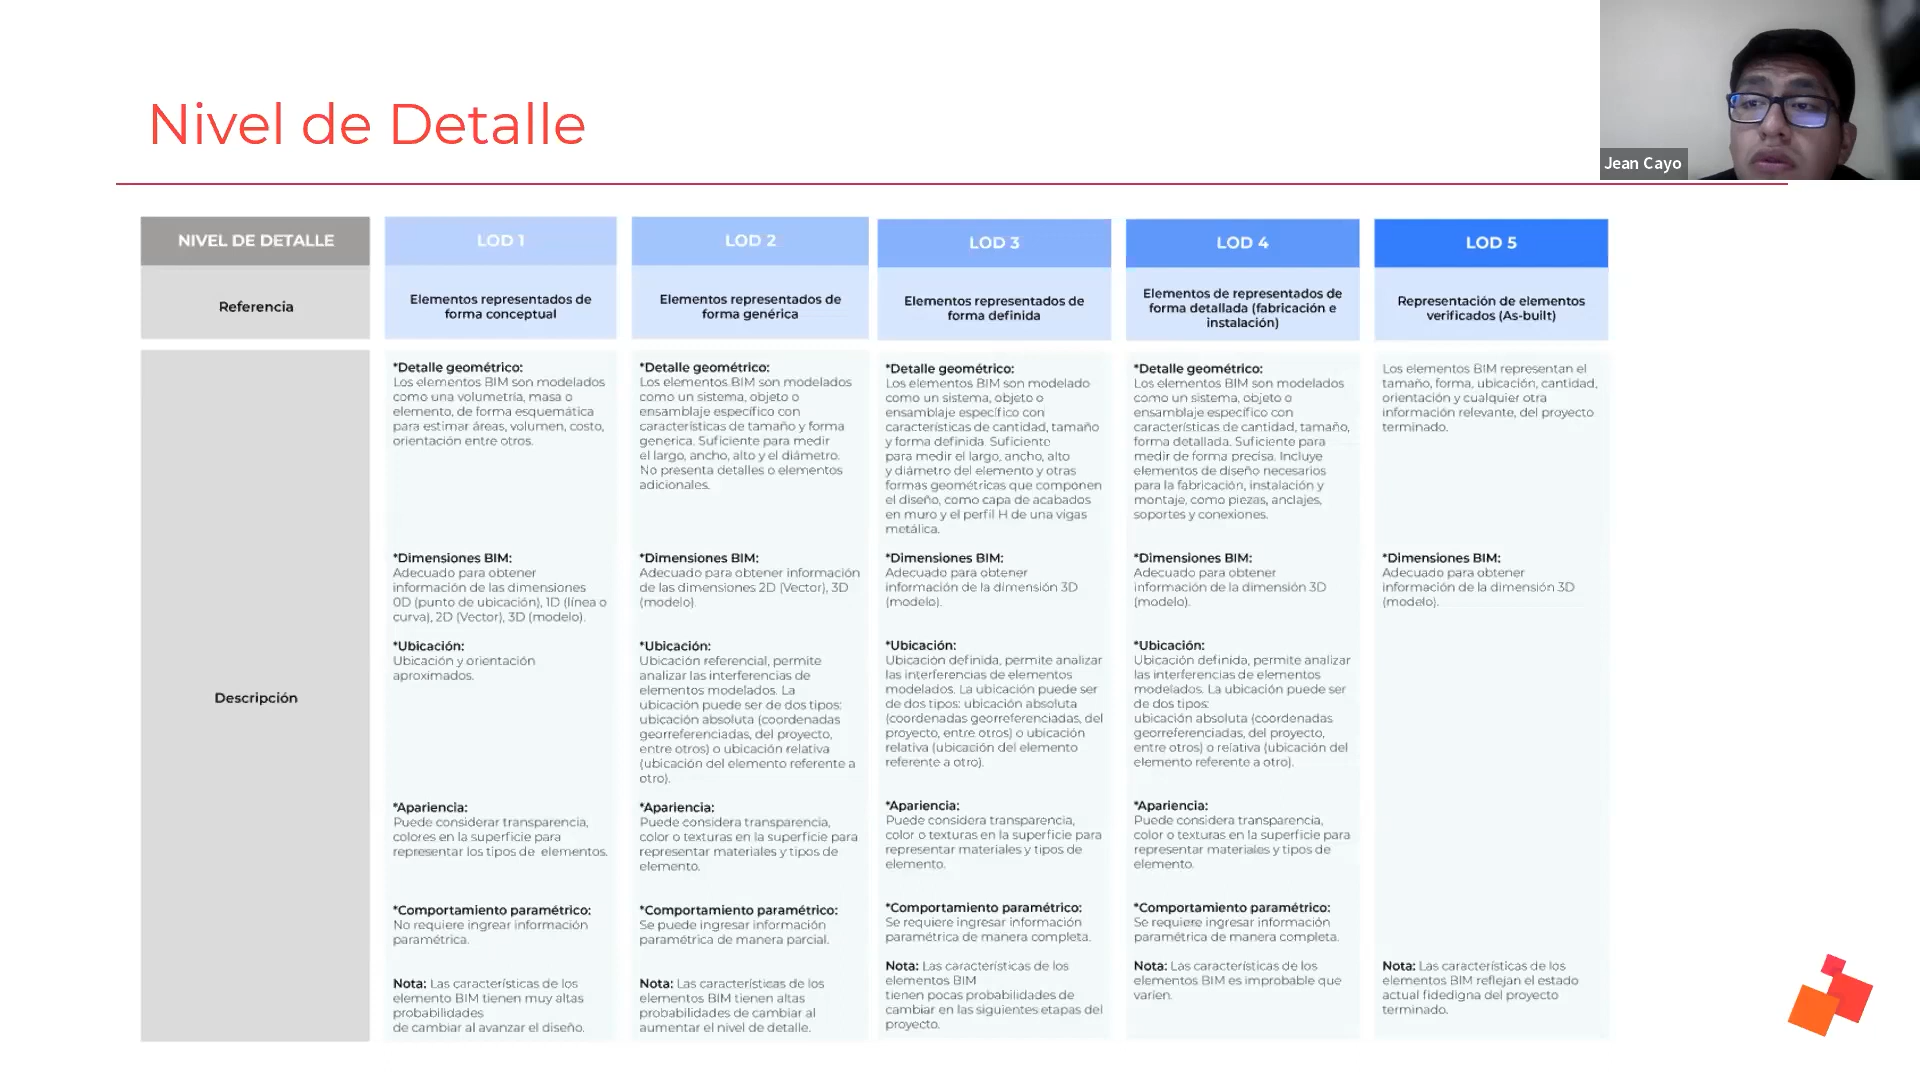 Nivel de Detalle
Jean Cayo
NIVEL DE DETALLE
LOD 1
LOD 2
LOD 3
LOD 4
LOD 5
Referencia
Elementos representados de
forma conceptual
Elementos representados de
forma genérica
Elementos representados de
forma definida
Elementos de representados de
forma detallada (fabricación e
instalación)
Representación de elementos
verificados (As-built)
Descripción
*Detalle geométrico:
Los elementos BIM son modelados
como una volumetría, masa o
elemento, de forma esquemática
para estimar áreas, volumen, costo,
orientación entre otros.
*Dimensiones BIM:
Adecuado para obtener
información de las dimensiones
0D (punto de ubicación), 1D (línea o
curva), 2D (Vector), 3D (modelo).
*Ubicación:
Ubicación y orientación
aproximados.
*Apariencia:
Puede considerar transparencia,
colores en la superficie para
representar los tipos de elementos.
*Comportamiento paramétrico:
No requiere ingrear información
paramétrica.
Nota: Las características de los
elemento BIM tienen muy altas
probabilidades
de cambiar al avanzar el diseño.
*Detalle geométrico:
Los elementos BIM son modelados
como un sistema, objeto o
ensamblaje específico con
características de tamaño y forma
generica. Suficiente para medir
el largo, ancho, alto y el diámetro.
No presenta detalles o elementos
adicionales.
*Dimensiones BIM:
Adecuado para obtener información
de las dimensiones 2D (Vector), 3D
(modelo).
*Ubicación:
Ubicación referencial, permite
analizar las interferencias de
elementos modelados. La
ubicación puede ser de dos tipos:
ubicación absoluta (coordenadas
georreferenciadas, del proyecto,
entre otros) o ubicación relativa
(ubicación del elemento referente a
otro).
*Apariencia:
Puede considera transparencia,
color o texturas en la superficie para
representar materiales y tipos de
elemento.
*Comportamiento paramétrico:
Se puede ingresar información
paramétrica de manera parcial.
Nota: Las características de los
elementos BIM tienen altas
probabilidades de cambiar al
aumentar el nivel de detalle.
*Detalle geométrico:
Los elementos BIM son modelado
como un sistema, objeto o
ensamblaje específico con
características de cantidad, tamaño
y forma definida. Suficiente
para medir el largo, ancho, alto
y diámetro del elemento y otras
formas geométricas que componen
el diseño, como capa de acabados
en muro y el perfil H de una vigas
metálica.
*Dimensiones BIM:
Adecuado para obtener
información de la dimensión 3D
(modelo).
*Ubicación:
Ubicación definida, permite analizar
las interferencias de elementos
modelados. La ubicación puede ser
de dos tipos: ubicación absoluta
(coordenadas georreferenciadas, del
proyecto, entre otros) o ubicación
relativa (ubicación del elemento
referente a otro).
*Apariencia:
Puede considera transparencia,
color o texturas en la superficie para
representar materiales y tipos de
elemento.
*Comportamiento paramétrico:
Se requiere ingresar información
paramétrica de manera completa.
Nota: Las características de los
elementos BIM
tienen pocas probabilidades de
cambiar en las siguientes etapas del
proyecto.
*Detalle geométrico:
Los elementos BIM son modelados
como un sistema, objeto o
ensamblaje específico con
características de cantidad, tamaño,
forma detallada. Suficiente para
medir de forma precisa. Incluye
elementos de diseño necesarios
para la fabricación, instalación y
montaje, como piezas, anclajes,
soportes y conexiones.
*Dimensiones BIM:
Adecuado para obtener
información de la dimensión 3D
(modelo).
*Ubicación:
Ubicación definida, permite analizar
las interferencias de elementos
modelados. La ubicación puede ser
de dos tipos:
ubicación absoluta (coordenadas
georreferenciadas, del proyecto,
entre otros) o relativa (ubicación del
elemento referente a otro).
*Apariencia:
Puede considera transparencia,
color o texturas en la superficie para
representar materiales y tipos de
elemento.
*Comportamiento paramétrico:
Se requiere ingresar información
paramétrica de manera completa.
Nota: Las características de los
elementos BIM es improbable que
varíen.
Los elementos BIM representan el
tamaño, forma, ubicación, cantidad,
orientación y cualquier otra
información relevante, del proyecto
terminado.
*Dimensiones BIM:
Adecuado para obtener
información de la dimensión 3D
(modelo).
Nota: Las características de los
elementos BIM reflejan el estado
actual fidedigna del proyecto
terminado.